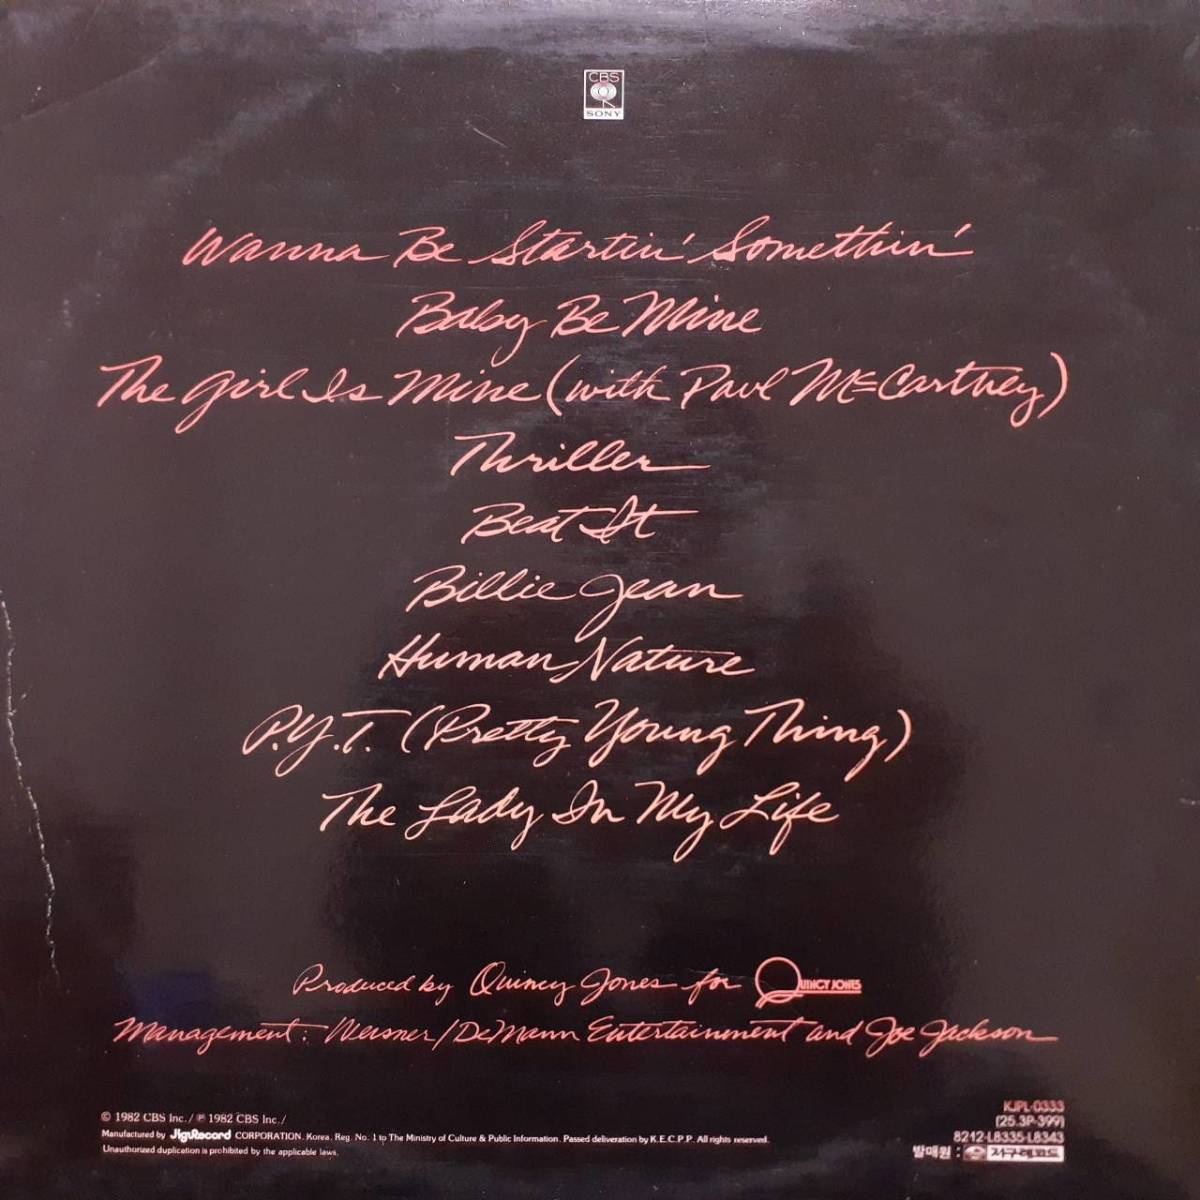 CBS
SONY
Wanna Be Startin' Somethin'
Baby Be Mine
The Girl Is Mine (with Paul McCartney)
Thriller
Beat It
Billie Jean
Human Nature
P.Y.T. (Pretty Young Thing)
The Lady In My Life
Produced by Quincy Jones for QUINCY JONES
Management: Weisner/DeMann Entertainment and Joe Jackson
© 1982 CBS Inc./ ℗ 1982 CBS Inc./
Manufactured by JiguRecord CORPORATION. Korea. Reg. No. 1 to The Ministry of Culture & Public Information. Passed deliberation by K.E.C.P.P. All rights reserved.
Unauthorized duplication is prohibited by the applicable laws.
KJPL-0333
(25.3P-399)
8212-L8335-L8343
발매원 : 지구레코드